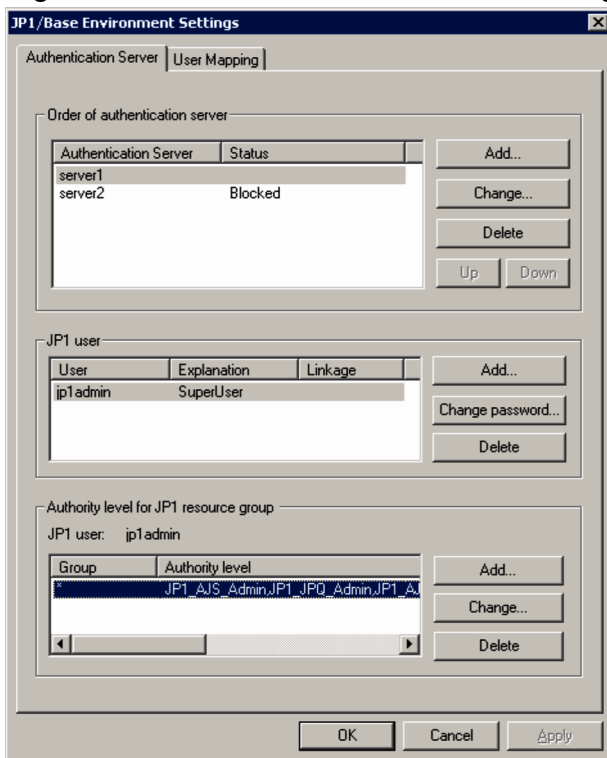 JP1/Base Environment Settings
Authentication Server User Mapping
Order of authentication server
Authentication Server Status
server1
server2 Blocked
Add...
Change...
Delete
Up Down
JP1 user
User Explanation Linkage
jp1admin SuperUser
Add...
Change password...
Delete
Authority level for JP1 resource group
JP1 user: jp1admin
Group Authority level
* JP1_AJS_Admin,JP1_JPQ_Admin,JP1_AJ
Add...
Change...
Delete
OK Cancel Apply